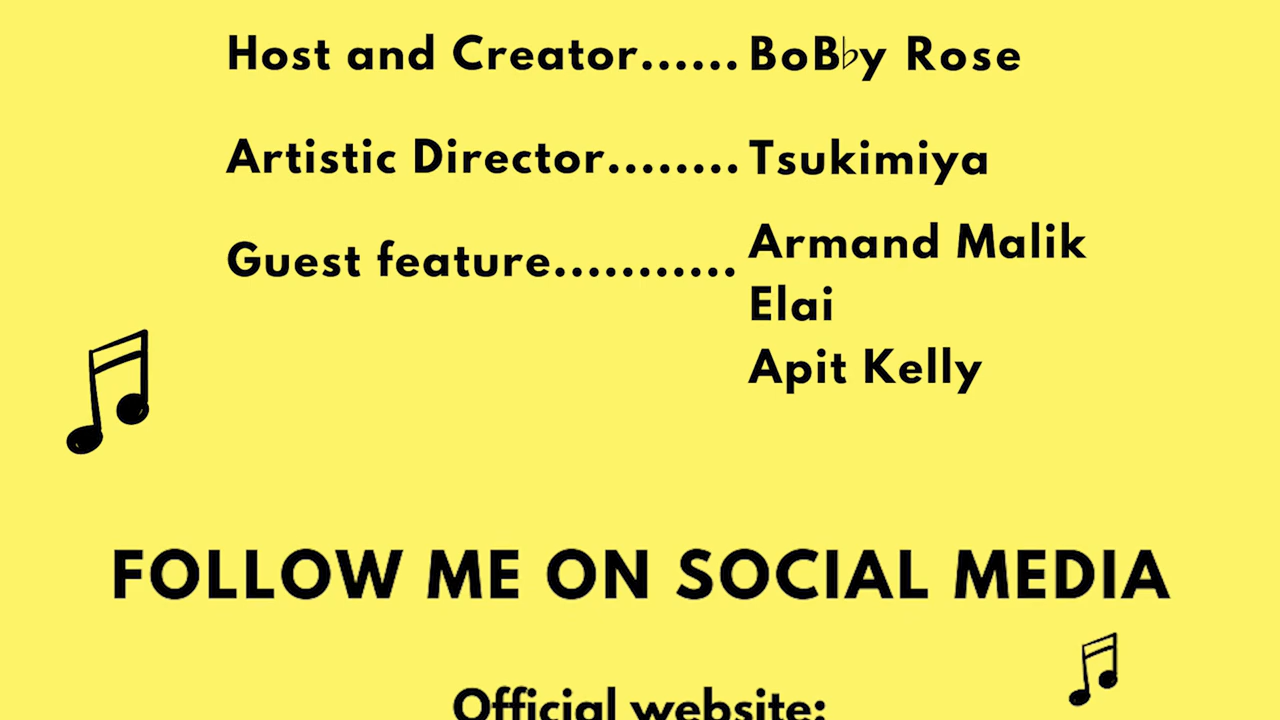 Host and Creator...... BoB♭y Rose
Artistic Director........ Tsukimiya
Guest feature........... Armand Malik
Elai
Apit Kelly
FOLLOW ME ON SOCIAL MEDIA
Official website: